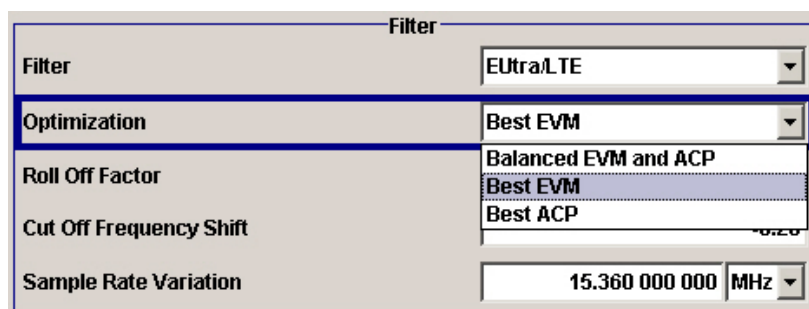 Filter
Filter EUtra/LTE
Optimization Best EVM
Balanced EVM and ACP
Roll Off Factor
Best EVM
Best ACP
Cut Off Frequency Shift
Sample Rate Variation 15.360 000 000 MHz